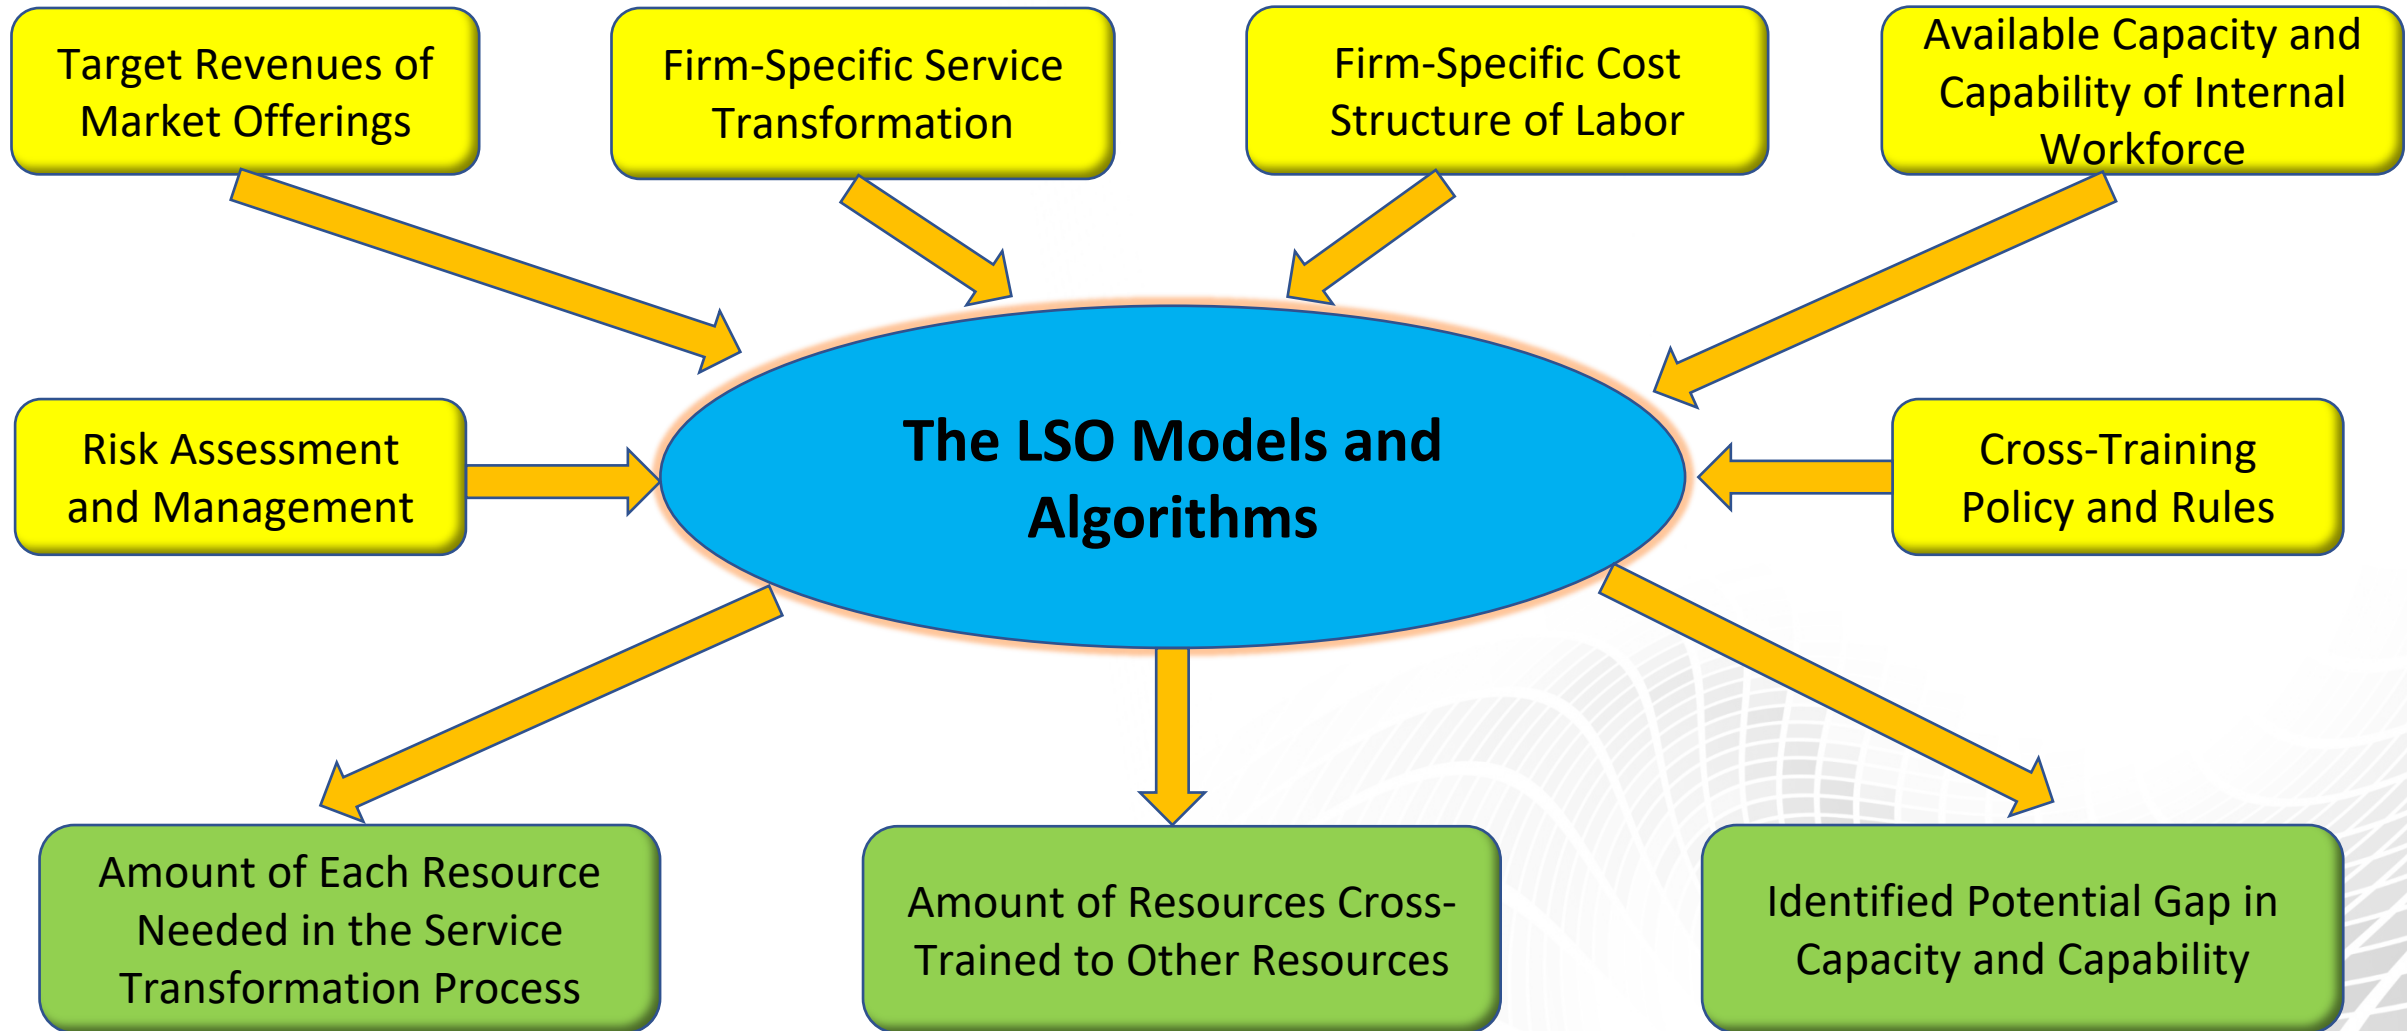 Target Revenues of
Market Offerings
Firm-Specific Service
Transformation
Firm-Specific Cost
Structure of Labor
Available Capacity and
Capability of Internal
Workforce
Risk Assessment
and Management
The LSO Models and
Algorithms
Cross-Training
Policy and Rules
Amount of Each Resource
Needed in the Service
Transformation Process
Amount of Resources Cross-
Trained to Other Resources
Identified Potential Gap in
Capacity and Capability